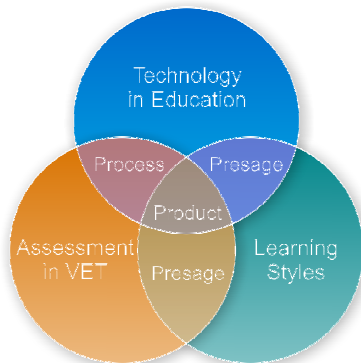 Technology
in Education
Process
Presage
Product
Assessment
in VET
Presage
Learning
Styles